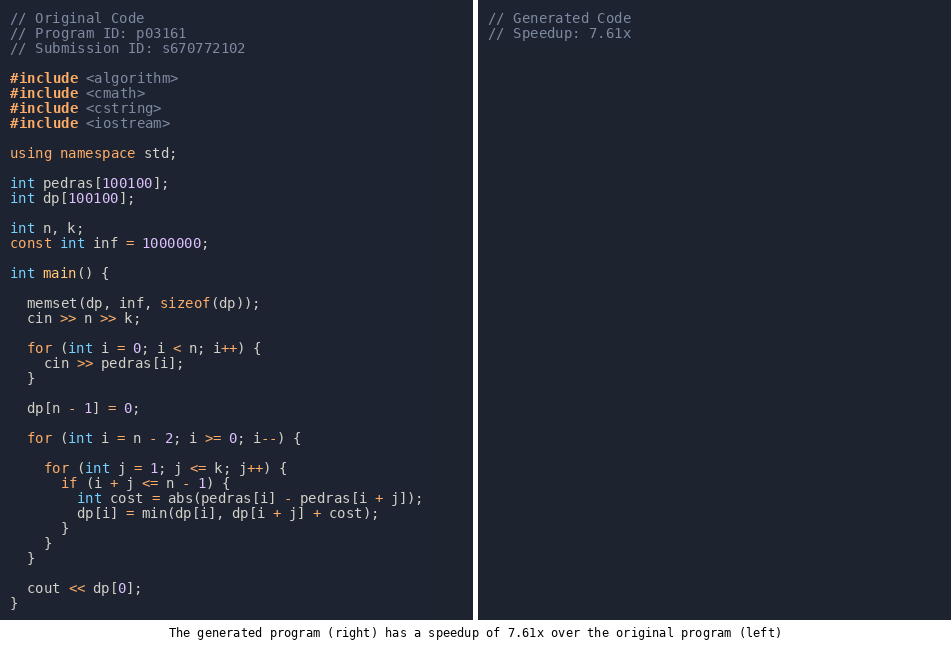 // Original Code
// Program ID: p03161
// Submission ID: s670772102
#include <algorithm>
#include <cmath>
#include <cstring>
#include <iostream>
using namespace std;
int pedras[100100];
int dp[100100];
int n, k;
const int inf = 1000000;
int main() {
  memset(dp, inf, sizeof(dp));
  cin >> n >> k;
  for (int i = 0; i < n; i++) {
    cin >> pedras[i];
  }
  dp[n - 1] = 0;
  for (int i = n - 2; i >= 0; i--) {
    for (int j = 1; j <= k; j++) {
      if (i + j <= n - 1) {
        int cost = abs(pedras[i] - pedras[i + j]);
        dp[i] = min(dp[i], dp[i + j] + cost);
      }
    }
  }
  cout << dp[0];
}
// Generated Code
// Speedup: 7.61x
The generated program (right) has a speedup of 7.61x over the original program (left)